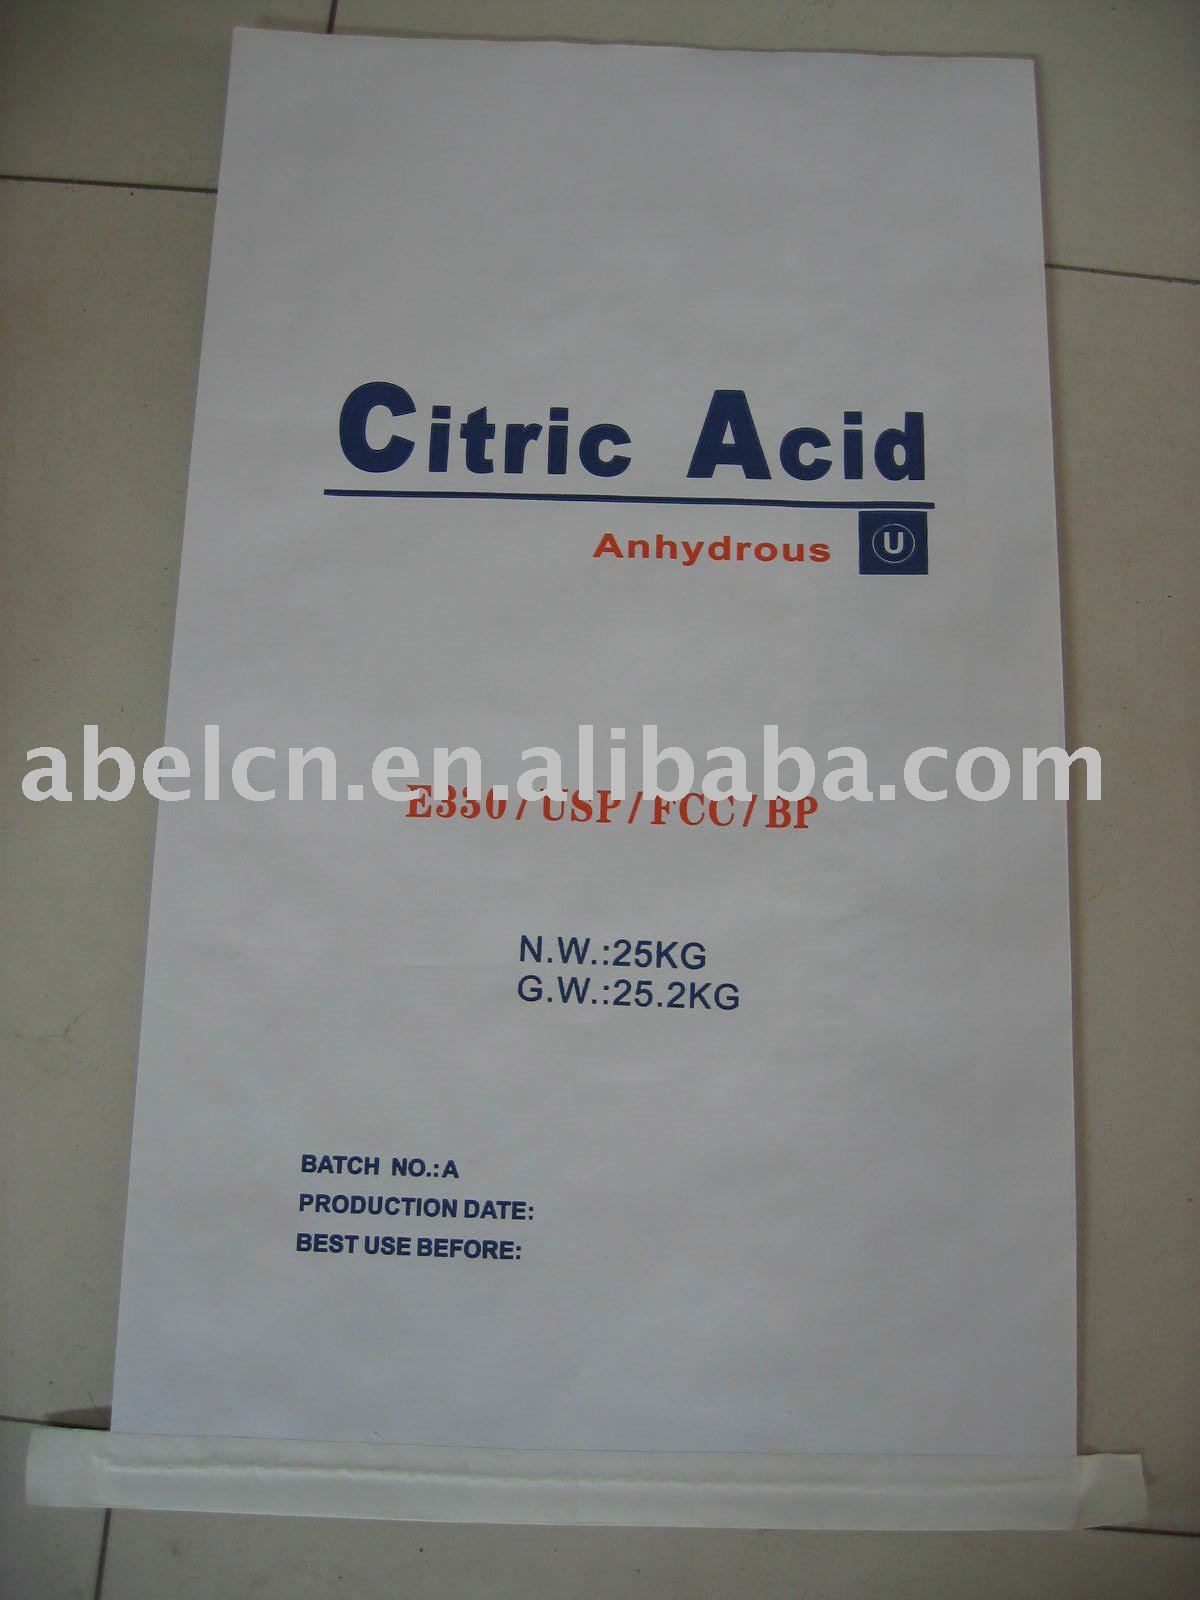 Citric Acid
Anhydrous U
abelcn.en.alibaba.com
E330/USP/FCC/BP
N.W.:25KG
G.W.:25.2KG
BATCH NO.:A
PRODUCTION DATE:
BEST USE BEFORE: